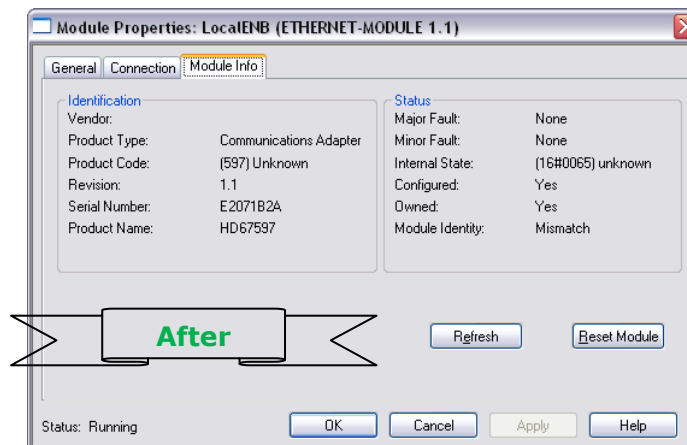 Module Properties: LocalENB (ETHERNET-MODULE 1.1)
General Connection Module Info
Identification
Vendor:
Product Type: Communications Adapter
Product Code: (597) Unknown
Revision: 1.1
Serial Number: E2071B2A
Product Name: HD67597
Status
Major Fault: None
Minor Fault: None
Internal State: (16#0065) unknown
Configured: Yes
Owned: Yes
Module Identity: Mismatch
After
Refresh Reset Module
Status: Running OK Cancel Apply Help